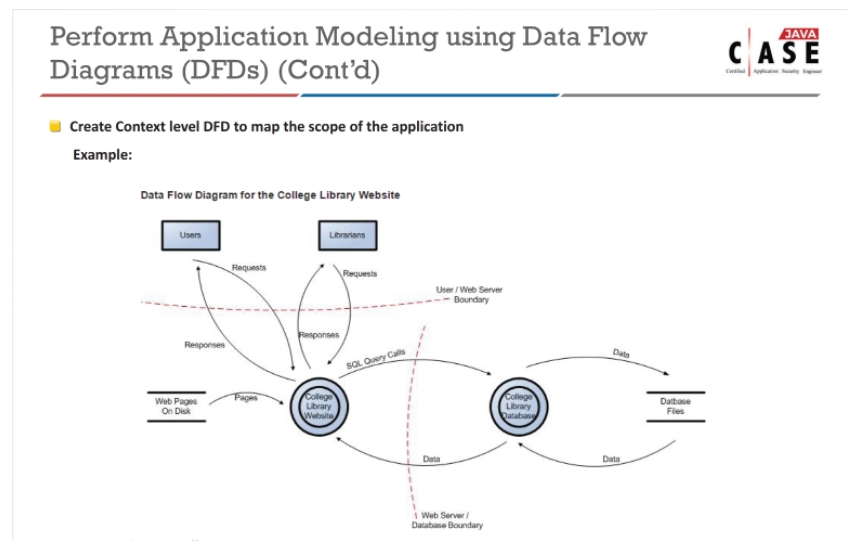 Perform Application Modeling using Data Flow
Diagrams (DFDs) (Cont'd)
JAVA
CASE
Certified Application Security Engineer
Create Context level DFD to map the scope of the application
Example:
Data Flow Diagram for the College Library Website
Users
Librarians
Requests
Requests
User / Web Server
Boundary
Responses
Responses
SQL Query Calls
Data
Web Pages
On Disk
Pages
College
Library
Website
College
Library
Database
Datbase
Files
Data
Data
Web Server /
Database Boundary